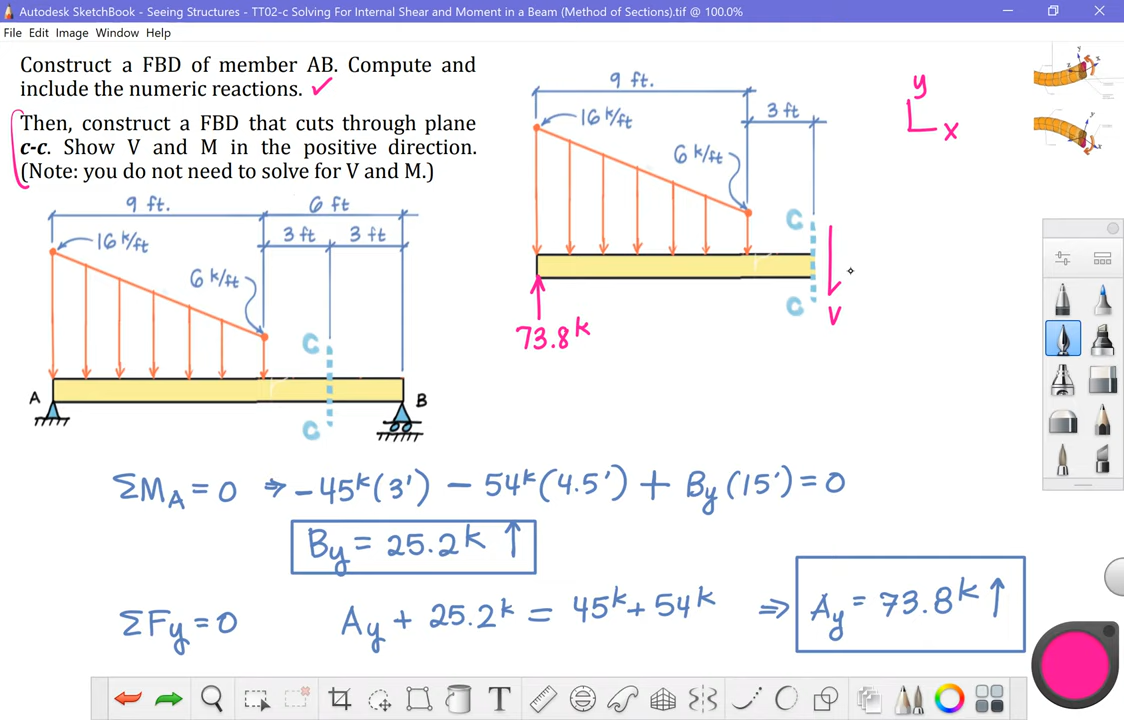 Autodesk SketchBook - Seeing Structures - TT02-c Solving For Internal Shear and Moment in a Beam (Method of Sections).tif @ 100.0%
File Edit Image Window Help
Construct a FBD of member AB. Compute and
include the numeric reactions. ✓
Then, construct a FBD that cuts through plane
c-c. Show V and M in the positive direction.
(Note: you do not need to solve for V and M.)
9 ft. 6 ft
3 ft 3 ft
16 k/ft
6 k/ft
C
A B
C
9 ft.
3 ft
16 k/ft
6 k/ft
C
C
V
73.8k
y
x
ΣMA = 0 ⇒ -45k(3') - 54k(4.5') + By(15') = 0
By = 25.2k ↑
ΣFy = 0 Ay + 25.2k = 45k + 54k ⇒ Ay = 73.8k ↑
T